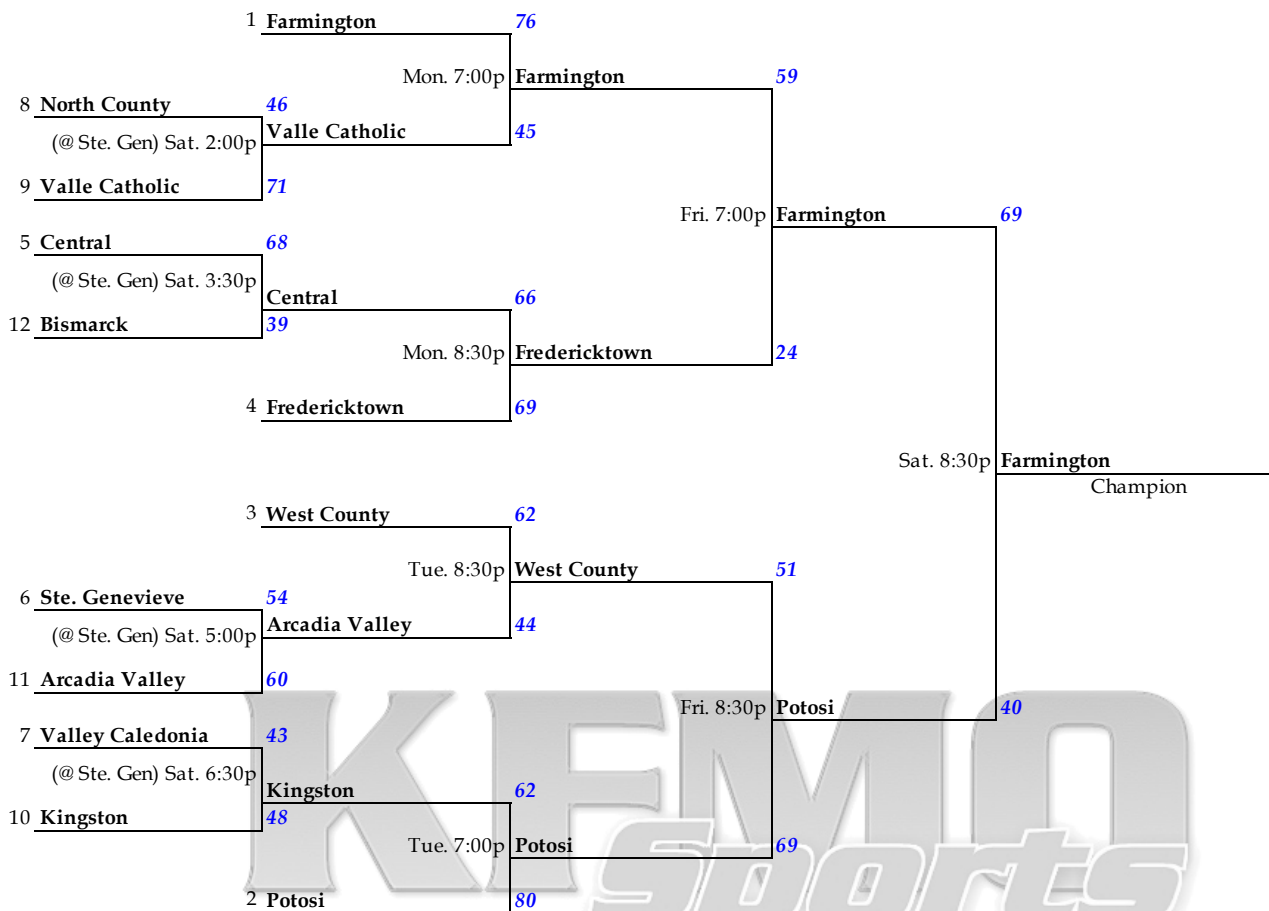 1 Farmington 76
Mon. 7:00p Farmington 59
8 North County 46
(@ Ste. Gen) Sat. 2:00p Valle Catholic 45
9 Valle Catholic 71
Fri. 7:00p Farmington 69
5 Central 68
(@ Ste. Gen) Sat. 3:30p
Central 66
12 Bismarck 39
Mon. 8:30p Fredericktown 24
4 Fredericktown 69
Sat. 8:30p Farmington
Champion
3 West County 62
Tue. 8:30p West County 51
6 Ste. Genevieve 54
(@ Ste. Gen) Sat. 5:00p Arcadia Valley 44
11 Arcadia Valley 60
Fri. 8:30p Potosi 40
7 Valley Caledonia 43
(@ Ste. Gen) Sat. 6:30p
Kingston 62
10 Kingston 48
Tue. 7:00p Potosi 69
2 Potosi 80
KFMO
Sports